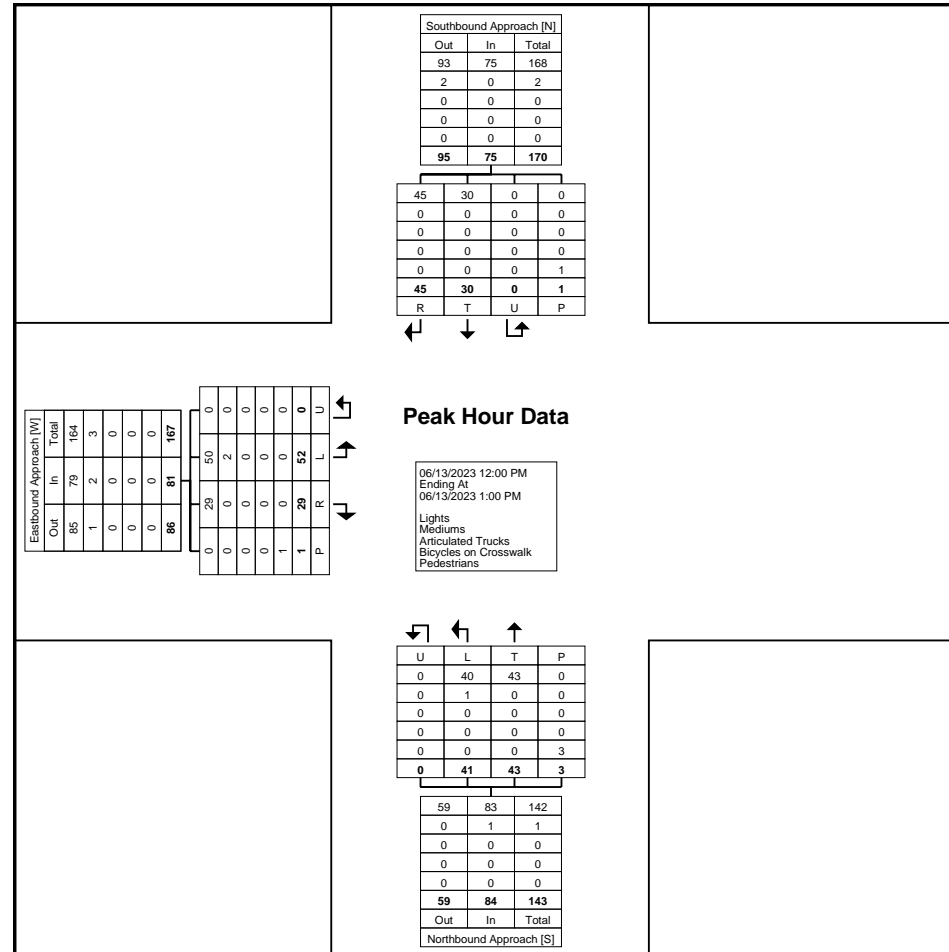 Southbound Approach [N]
Out In Total
93 75 168
2 0 2
0 0 0
0 0 0
0 0 0
95 75 170
45 30 0 0
0 0 0 0
0 0 0 0
0 0 0 0
0 0 0 1
45 30 0 1
R T U P
Eastbound Approach [W]
Total 164 3 0 0 0 167
In 79 2 0 0 0 81
Out 85 1 0 0 0 86
0 0 0 0 0 0 U
50 2 0 0 0 52 L
29 0 0 0 0 29 R
0 0 0 0 1 1 P
Peak Hour Data
06/13/2023 12:00 PM
Ending At
06/13/2023 1:00 PM
Lights
Mediums
Articulated Trucks
Bicycles on Crosswalk
Pedestrians
U L T P
0 40 43 0
0 1 0 0
0 0 0 0
0 0 0 0
0 0 0 3
0 41 43 3
59 83 142
0 1 1
0 0 0
0 0 0
0 0 0
59 84 143
Out In Total
Northbound Approach [S]